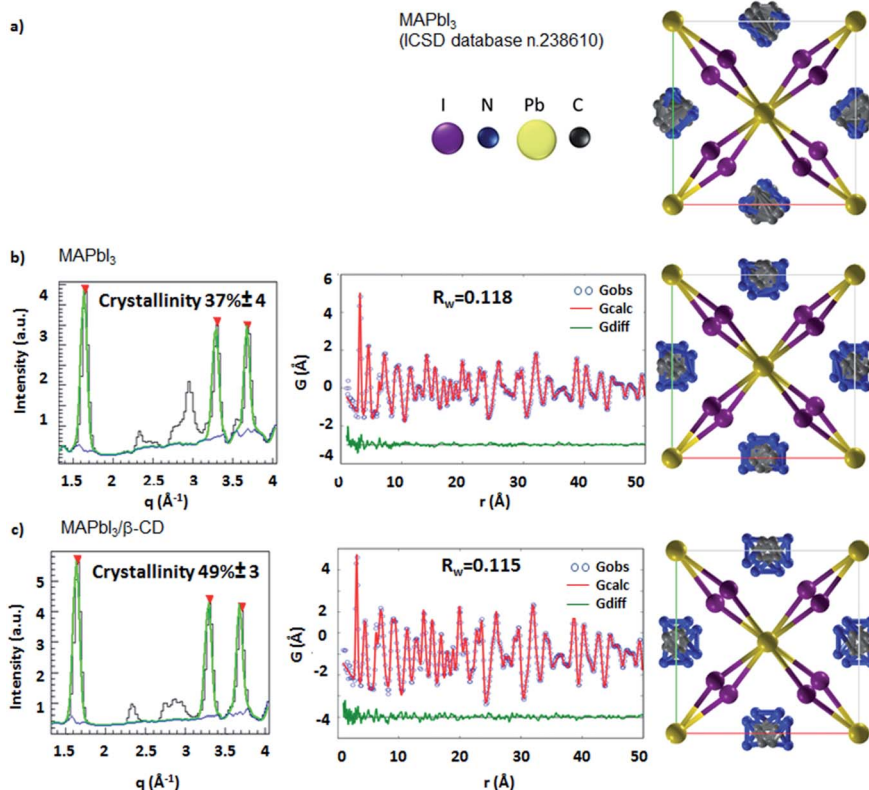 a)
MAPbI₃
(ICSD database n.238610)
I N Pb C
b)
MAPbI₃
Crystallinity 37%±4
Intensity (a.u.)
4
3
2
1
1.5 2 2.5 3 3.5 4
q (Å⁻¹)
R_w=0.118
Gobs
Gcalc
Gdiff
G (Å)
6
4
2
0
-2
-4
0 10 20 30 40 50
r (Å)
c)
MAPbI₃/β-CD
Crystallinity 49%±3
Intensity (a.u.)
5
4
3
2
1
1.5 2 2.5 3 3.5 4
q (Å⁻¹)
R_w=0.115
Gobs
Gcalc
Gdiff
G (Å)
4
2
0
-2
-4
0 10 20 30 40 50
r (Å)